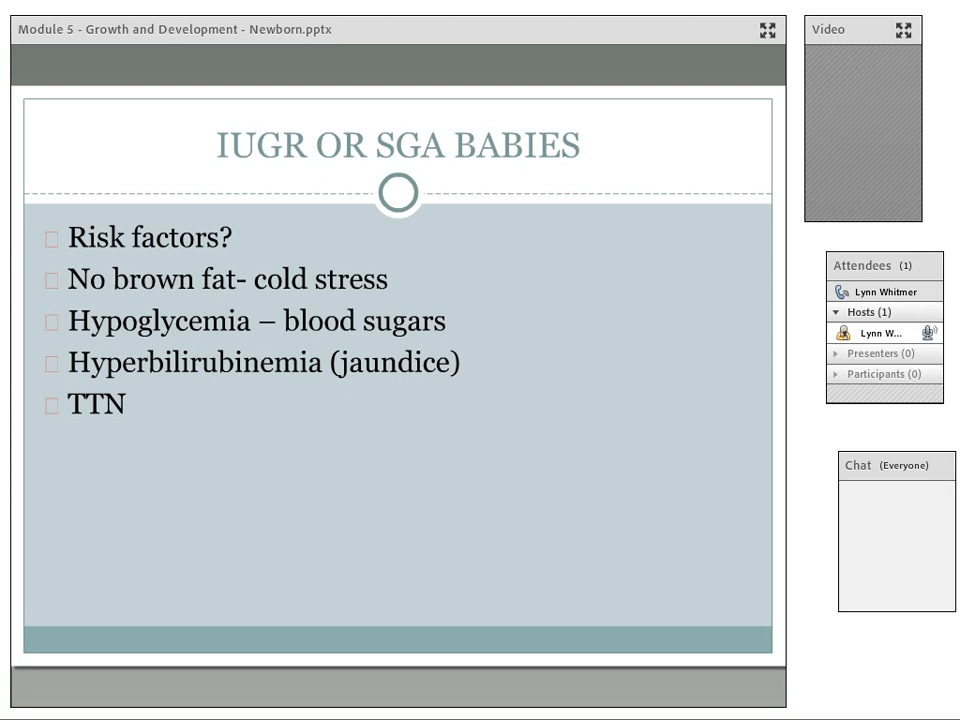 Module 5 - Growth and Development - Newborn.pptx
IUGR OR SGA BABIES
Risk factors?
No brown fat- cold stress
Hypoglycemia – blood sugars
Hyperbilirubinemia (jaundice)
TTN
Video
Attendees (1)
Lynn Whitmer
Hosts (1)
Lynn W...
Presenters (0)
Participants (0)
Chat (Everyone)